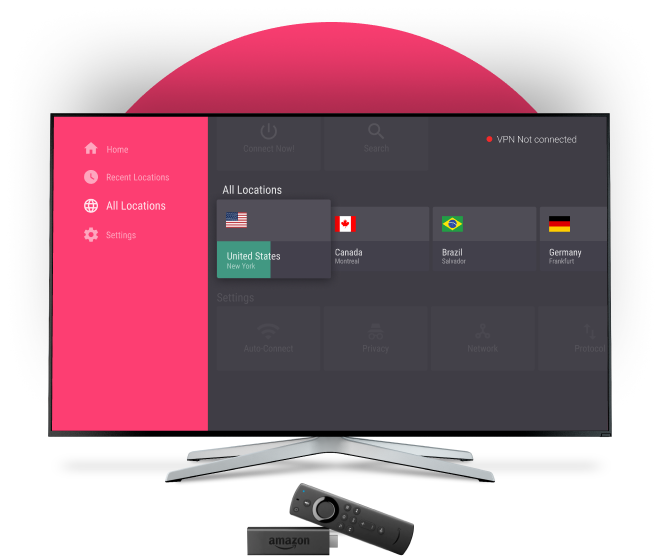 Home
Recent Locations
All Locations
Settings
Connect Now!
Search
VPN Not connected
All Locations
United States
New York
Canada
Montreal
Brazil
Salvador
Germany
Frankfurt
Settings
Auto-Connect
Privacy
Network
Protocol
amazon